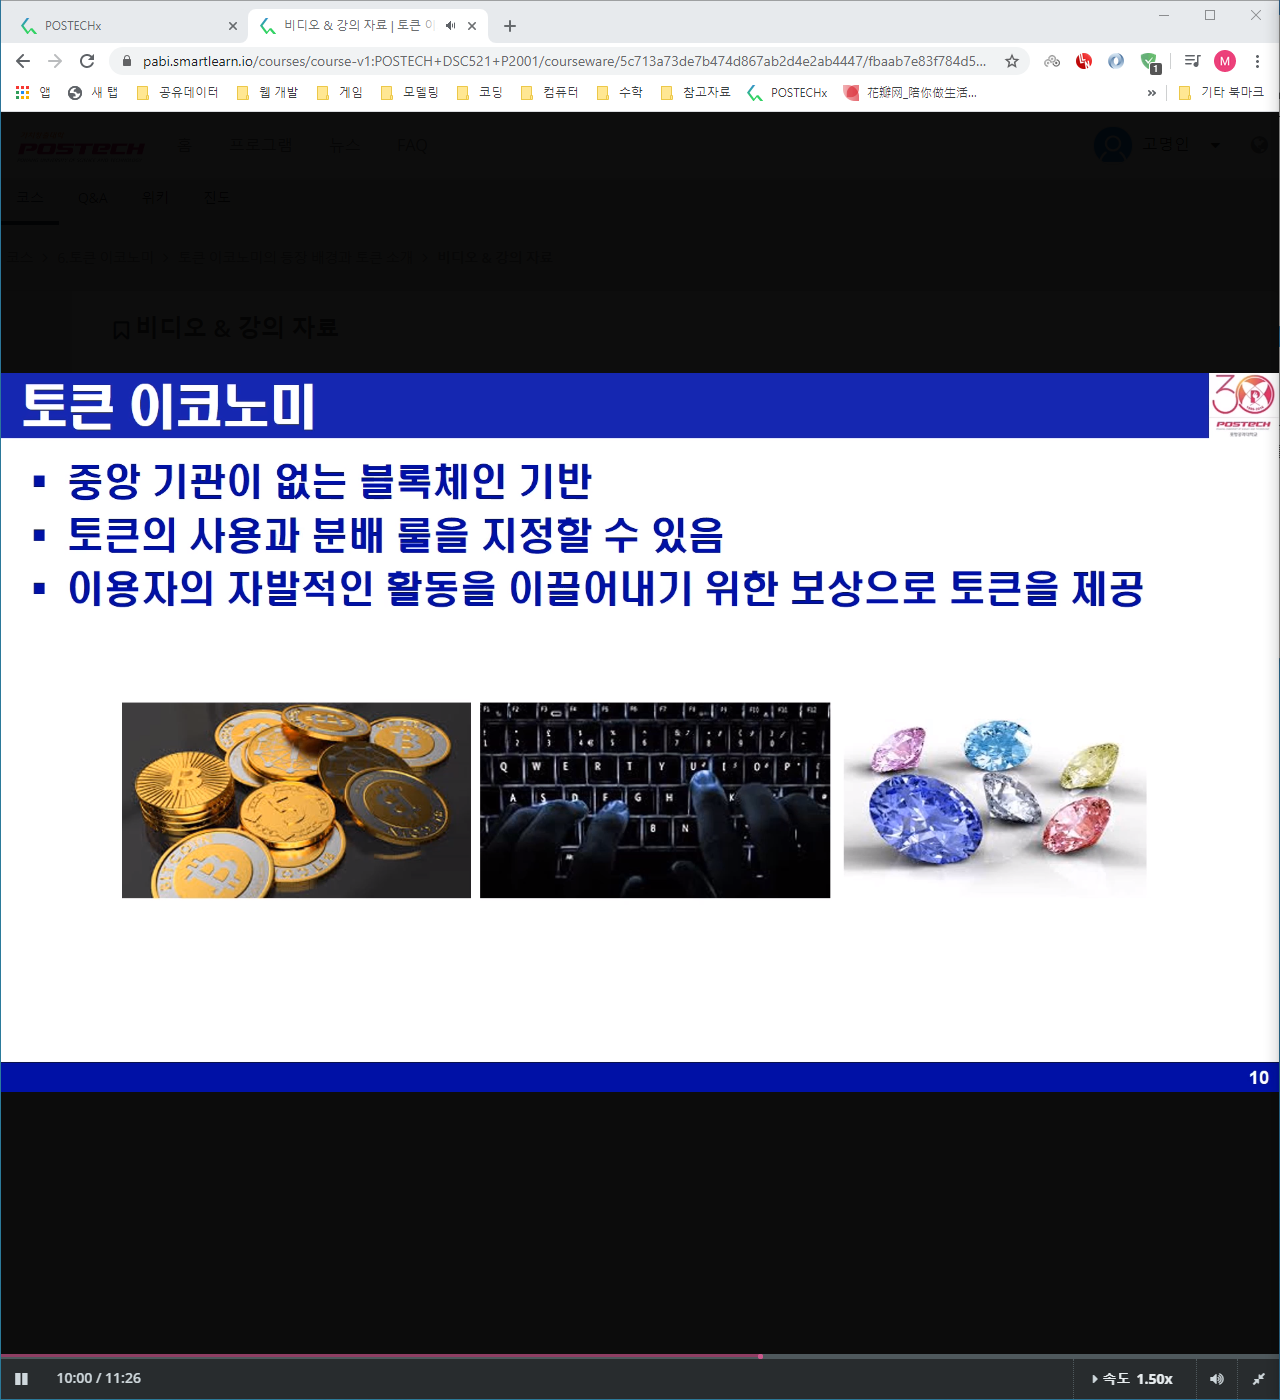 POSTECHx
비디오 & 강의 자료 | 토큰 이
pabi.smartlearn.io/courses/course-v1:POSTECH+DSC521+P2001/courseware/5c713a73de7b474d867ab2d4e2ab4447/fbaab7e83f784d5...
M
1
앱 새 탭 공유데이터 웹 개발 게임 모델링 코딩 컴퓨터 수학 참고자료 POSTECHx 花瓣网_陪你做生活... » 기타 북마크
POSTECH 홈 프로그램 뉴스 FAQ 고영인
코스 Q&A 위키 진도
비디오 & 강의 자료
토큰 이코노미
30
POSTECH
▪ 중앙 기관이 없는 블록체인 기반
▪ 토큰의 사용과 분배 룰을 지정할 수 있음
▪ 이용자의 자발적인 활동을 이끌어내기 위한 보상으로 토큰을 제공
10
10:00 / 11:26
속도 1.50x